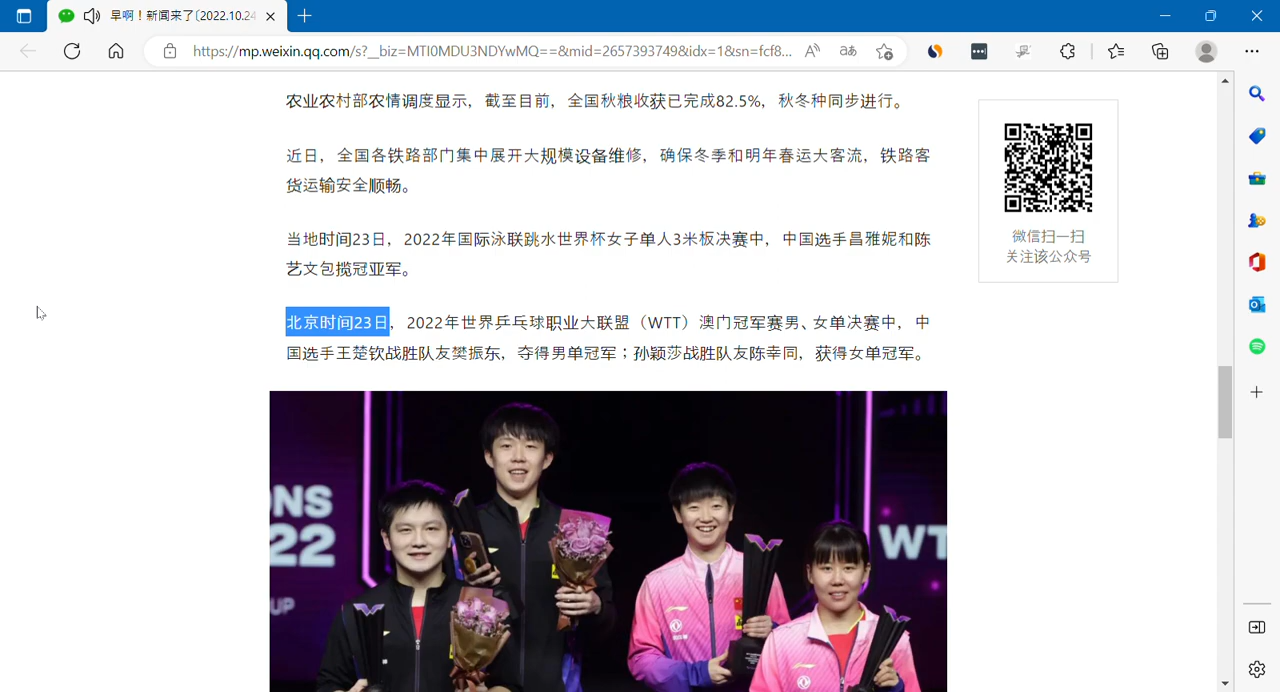 早啊！新闻来了〔2022.10.24
https://mp.weixin.qq.com/s?__biz=MTI0MDU3NDYwMQ==&mid=2657393749&idx=1&sn=fcf8...
农业农村部农情调度显示，截至目前，全国秋粮收获已完成82.5%，秋冬种同步进行。
近日，全国各铁路部门集中展开大规模设备维修，确保冬季和明年春运大客流，铁路客
货运输安全顺畅。
当地时间23日，2022年国际泳联跳水世界杯女子单人3米板决赛中，中国选手昌雅妮和陈
艺文包揽冠亚军。
北京时间23日，2022年世界乒乓球职业大联盟（WTT）澳门冠军赛男、女单决赛中，中
国选手王楚钦战胜队友樊振东，夺得男单冠军；孙颖莎战胜队友陈幸同，获得女单冠军。
微信扫一扫
关注该公众号
ONS
22
UP
WT